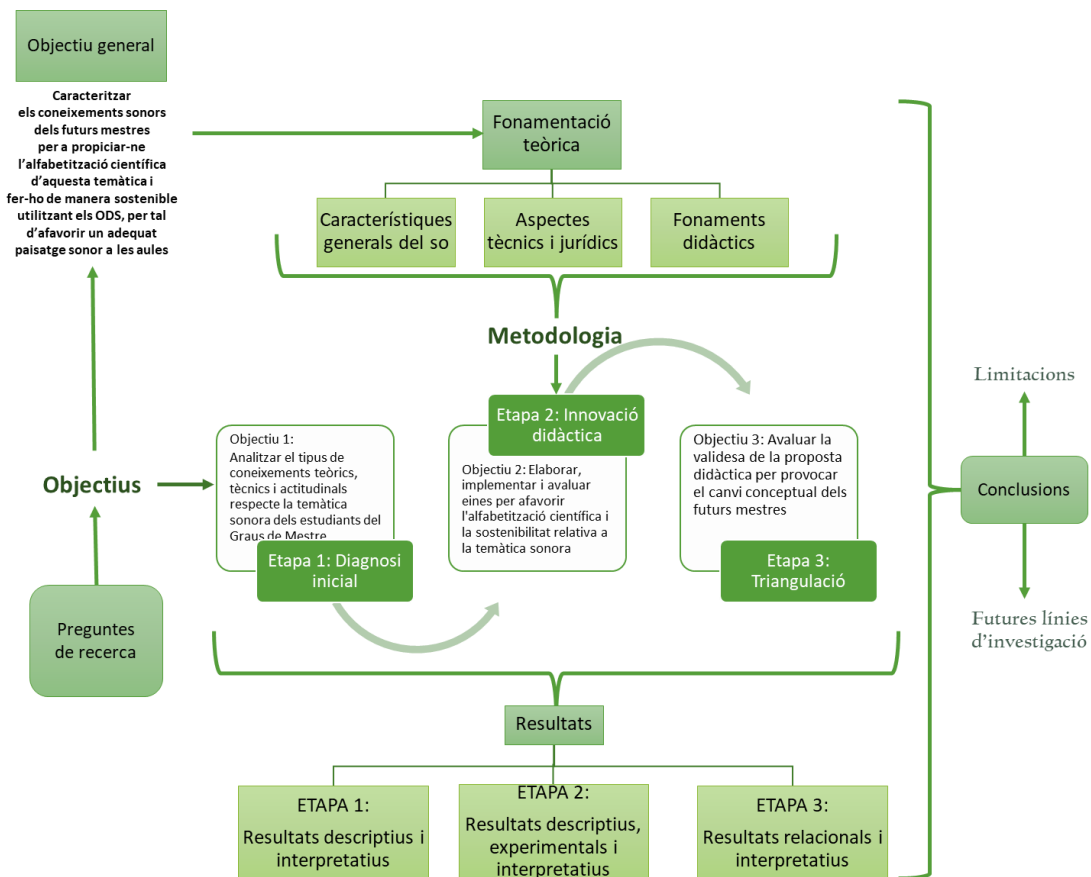 Objectiu general
Caracteritzar
els coneixements sonors
dels futurs mestres
per a propiciar-ne
l'alfabetització científica
d'aquesta temàtica i
fer-ho de manera sostenible
utilitzant els ODS, per tal
d'afavorir un adequat
paisatge sonor a les aules
Fonamentació
teòrica
Característiques
generals del so
Aspectes
tècnics i jurídics
Fonaments
didàctics
Metodologia
Objectius
Preguntes
de recerca
Objectiu 1:
Analitzar el tipus de
coneixements teòrics,
tècnics i actitudinals
respecte la temàtica
sonora dels estudiants del
Graus de Mestre
Etapa 1: Diagnosi
inicial
Etapa 2: Innovació
didàctica
Objectiu 2: Elaborar,
implementar i avaluar
eines per afavorir
l'alfabetització científica i
la sostenibilitat relativa a
la temàtica sonora
Objectiu 3: Avaluar la
validesa de la proposta
didàctica per provocar
el canvi conceptual dels
futurs mestres
Etapa 3:
Triangulació
Resultats
ETAPA 1:
Resultats descriptius i
interpretatius
ETAPA 2:
Resultats descriptius,
experimentals i
interpretatius
ETAPA 3:
Resultats relacionals i
interpretatius
Limitacions
Conclusions
Futures línies
d'investigació